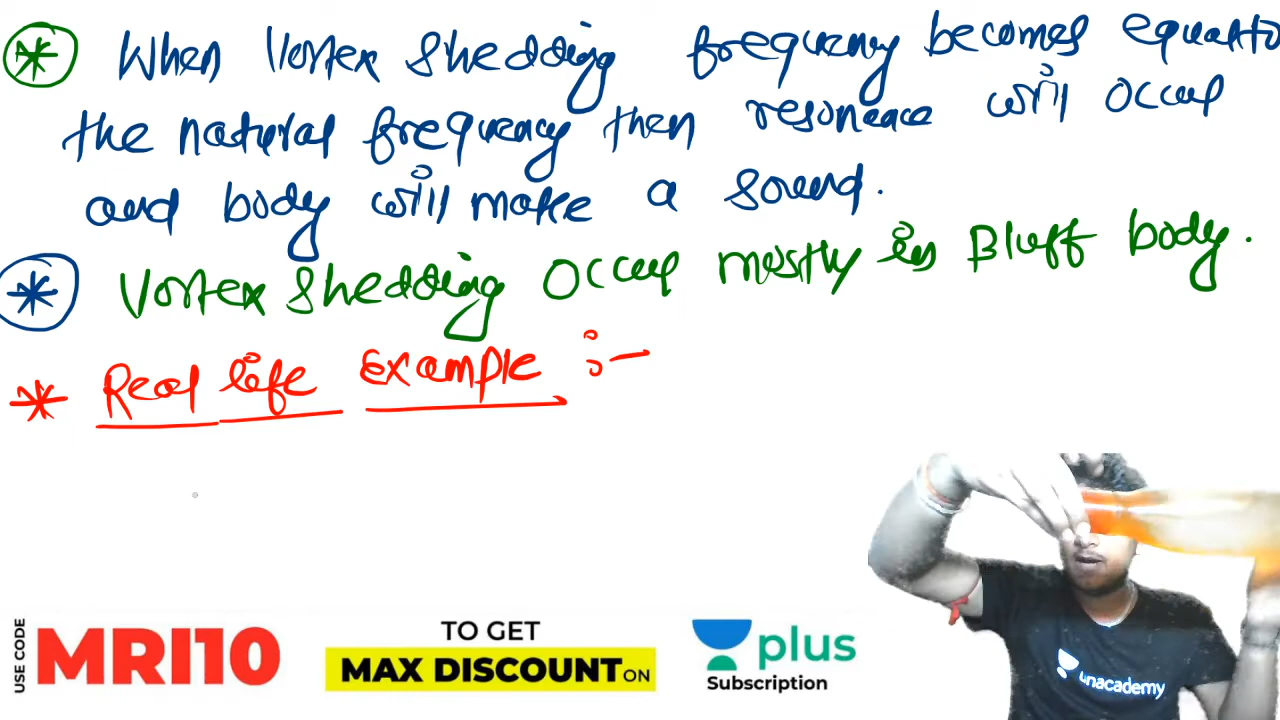 When Vortex Shedding frequency becomes equal to
the natural frequency then resonance will occur
and body will make a sound.
Vortex Shedding Occur mostly in Bluff body.
* Real life Example :-
USE CODE
MRI10
TO GET
MAX DISCOUNT ON
plus
Subscription
unacademy